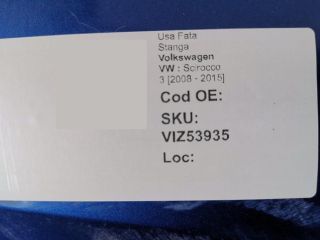 Usa Fata
Stanga
Volkswagen
VW : Scirocco
3 [2008 - 2015]
Cod OE:
SKU:
VIZ53935
Loc: